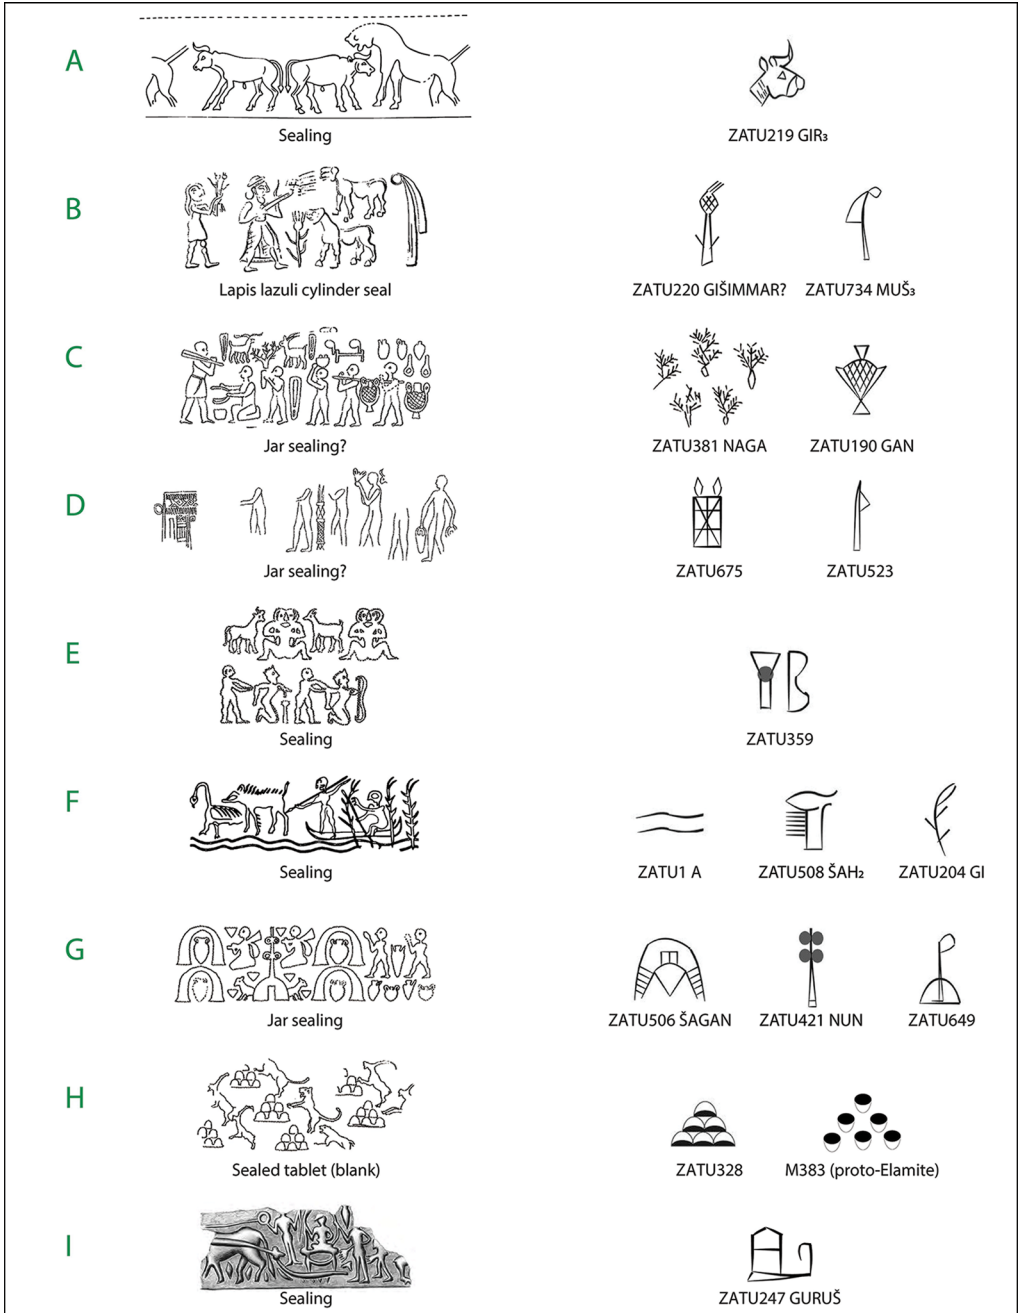 A
Sealing
ZATU219 GIR₃
B
Lapis lazuli cylinder seal
ZATU220 GIŠIMMAR?
ZATU734 MUŠ₃
C
Jar sealing?
ZATU381 NAGA
ZATU190 GAN
D
Jar sealing?
ZATU675
ZATU523
E
Sealing
ZATU359
F
Sealing
ZATU1 A
ZATU508 ŠAH₂
ZATU204 GI
G
Jar sealing
ZATU506 ŠAGAN
ZATU421 NUN
ZATU649
H
Sealed tablet (blank)
ZATU328
M383 (proto-Elamite)
I
Sealing
ZATU247 GURUŠ